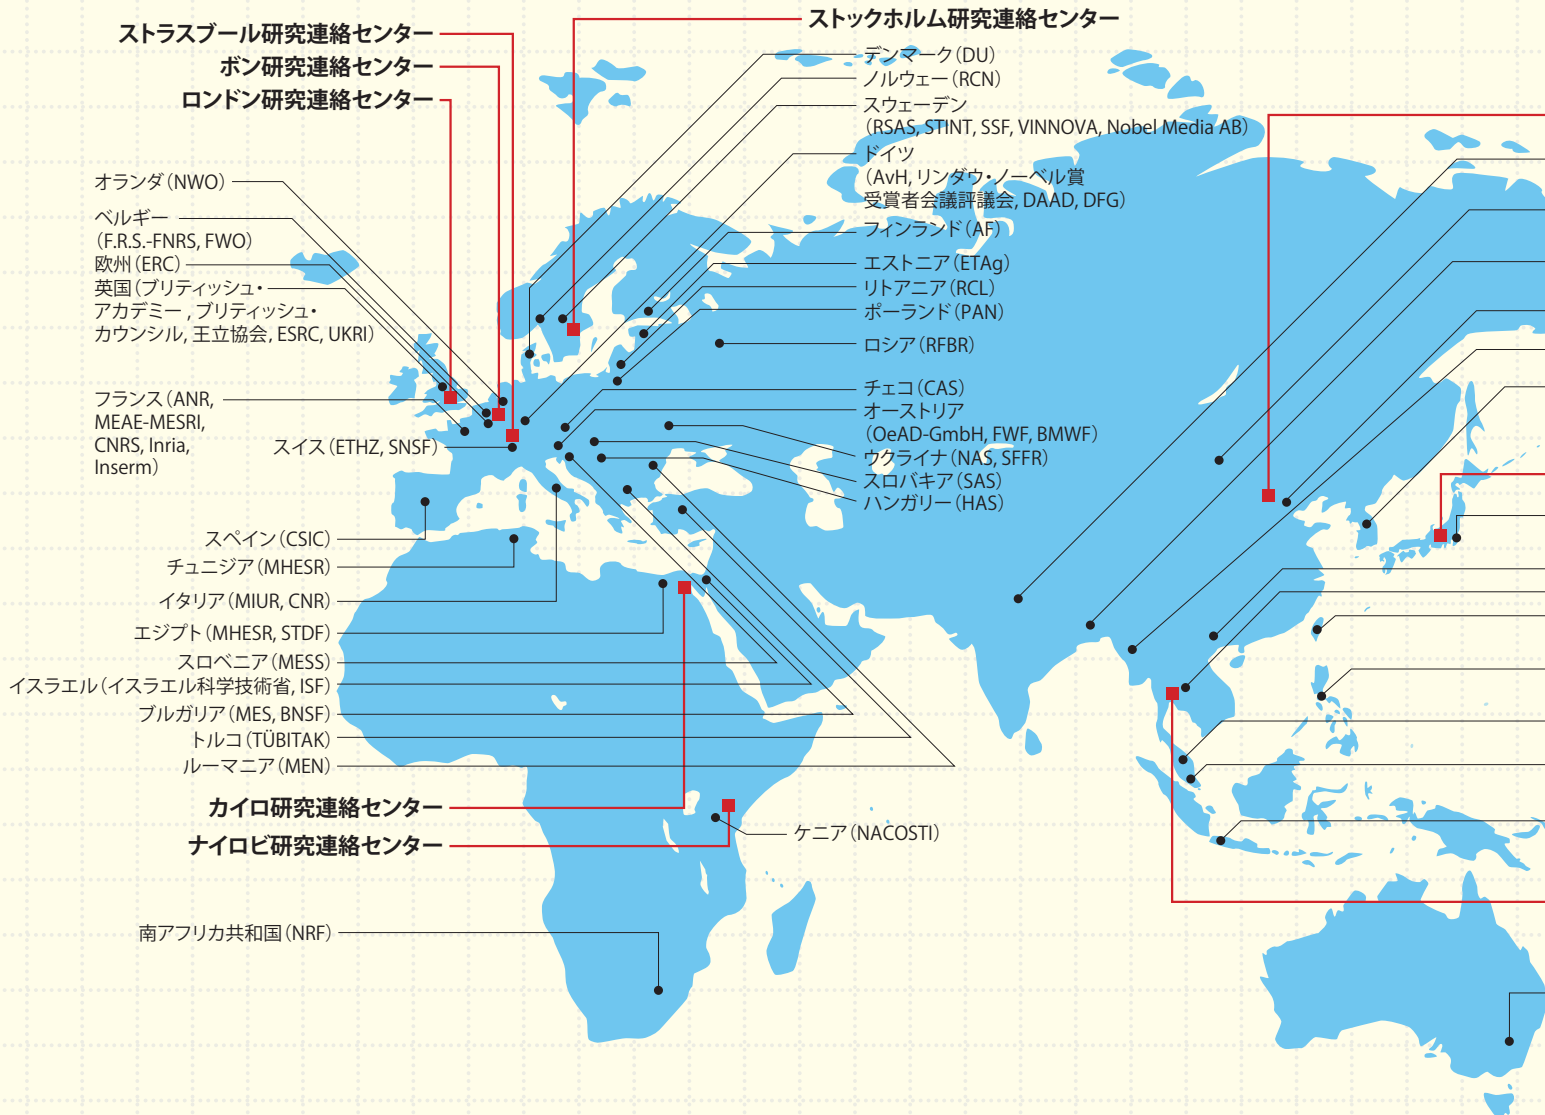 ストラスブール研究連絡センター
ボン研究連絡センター
ロンドン研究連絡センター
ストックホルム研究連絡センター
オランダ（NWO）
ベルギー
（F.R.S.-FNRS, FWO）
欧州（ERC）
英国（ブリティッシュ・
アカデミー，ブリティッシュ・
カウンシル, 王立協会, ESRC, UKRI）
フランス（ANR,
MEAE-MESRI,
CNRS, Inria,
Inserm）
スイス（ETHZ, SNSF）
デンマーク（DU）
ノルウェー（RCN）
スウェーデン
（RSAS, STINT, SSF, VINNOVA, Nobel Media AB）
ドイツ
（AvH, リンダウ・ノーベル賞
受賞者会議評議会, DAAD, DFG）
フィンランド（AF）
エストニア（ETAg）
リトアニア（RCL）
ポーランド（PAN）
ロシア（RFBR）
チェコ（CAS）
オーストリア
（OeAD-GmbH, FWF, BMWF）
ウクライナ（NAS, SFFR）
スロバキア（SAS）
ハンガリー（HAS）
スペイン（CSIC）
チュニジア（MHESR）
イタリア（MIUR, CNR）
エジプト（MHESR, STDF）
スロベニア（MESS）
イスラエル（イスラエル科学技術省, ISF）
ブルガリア（MES, BNSF）
トルコ（TÜBITAK）
ルーマニア（MEN）
カイロ研究連絡センター
ナイロビ研究連絡センター
ケニア（NACOSTI）
南アフリカ共和国（NRF）